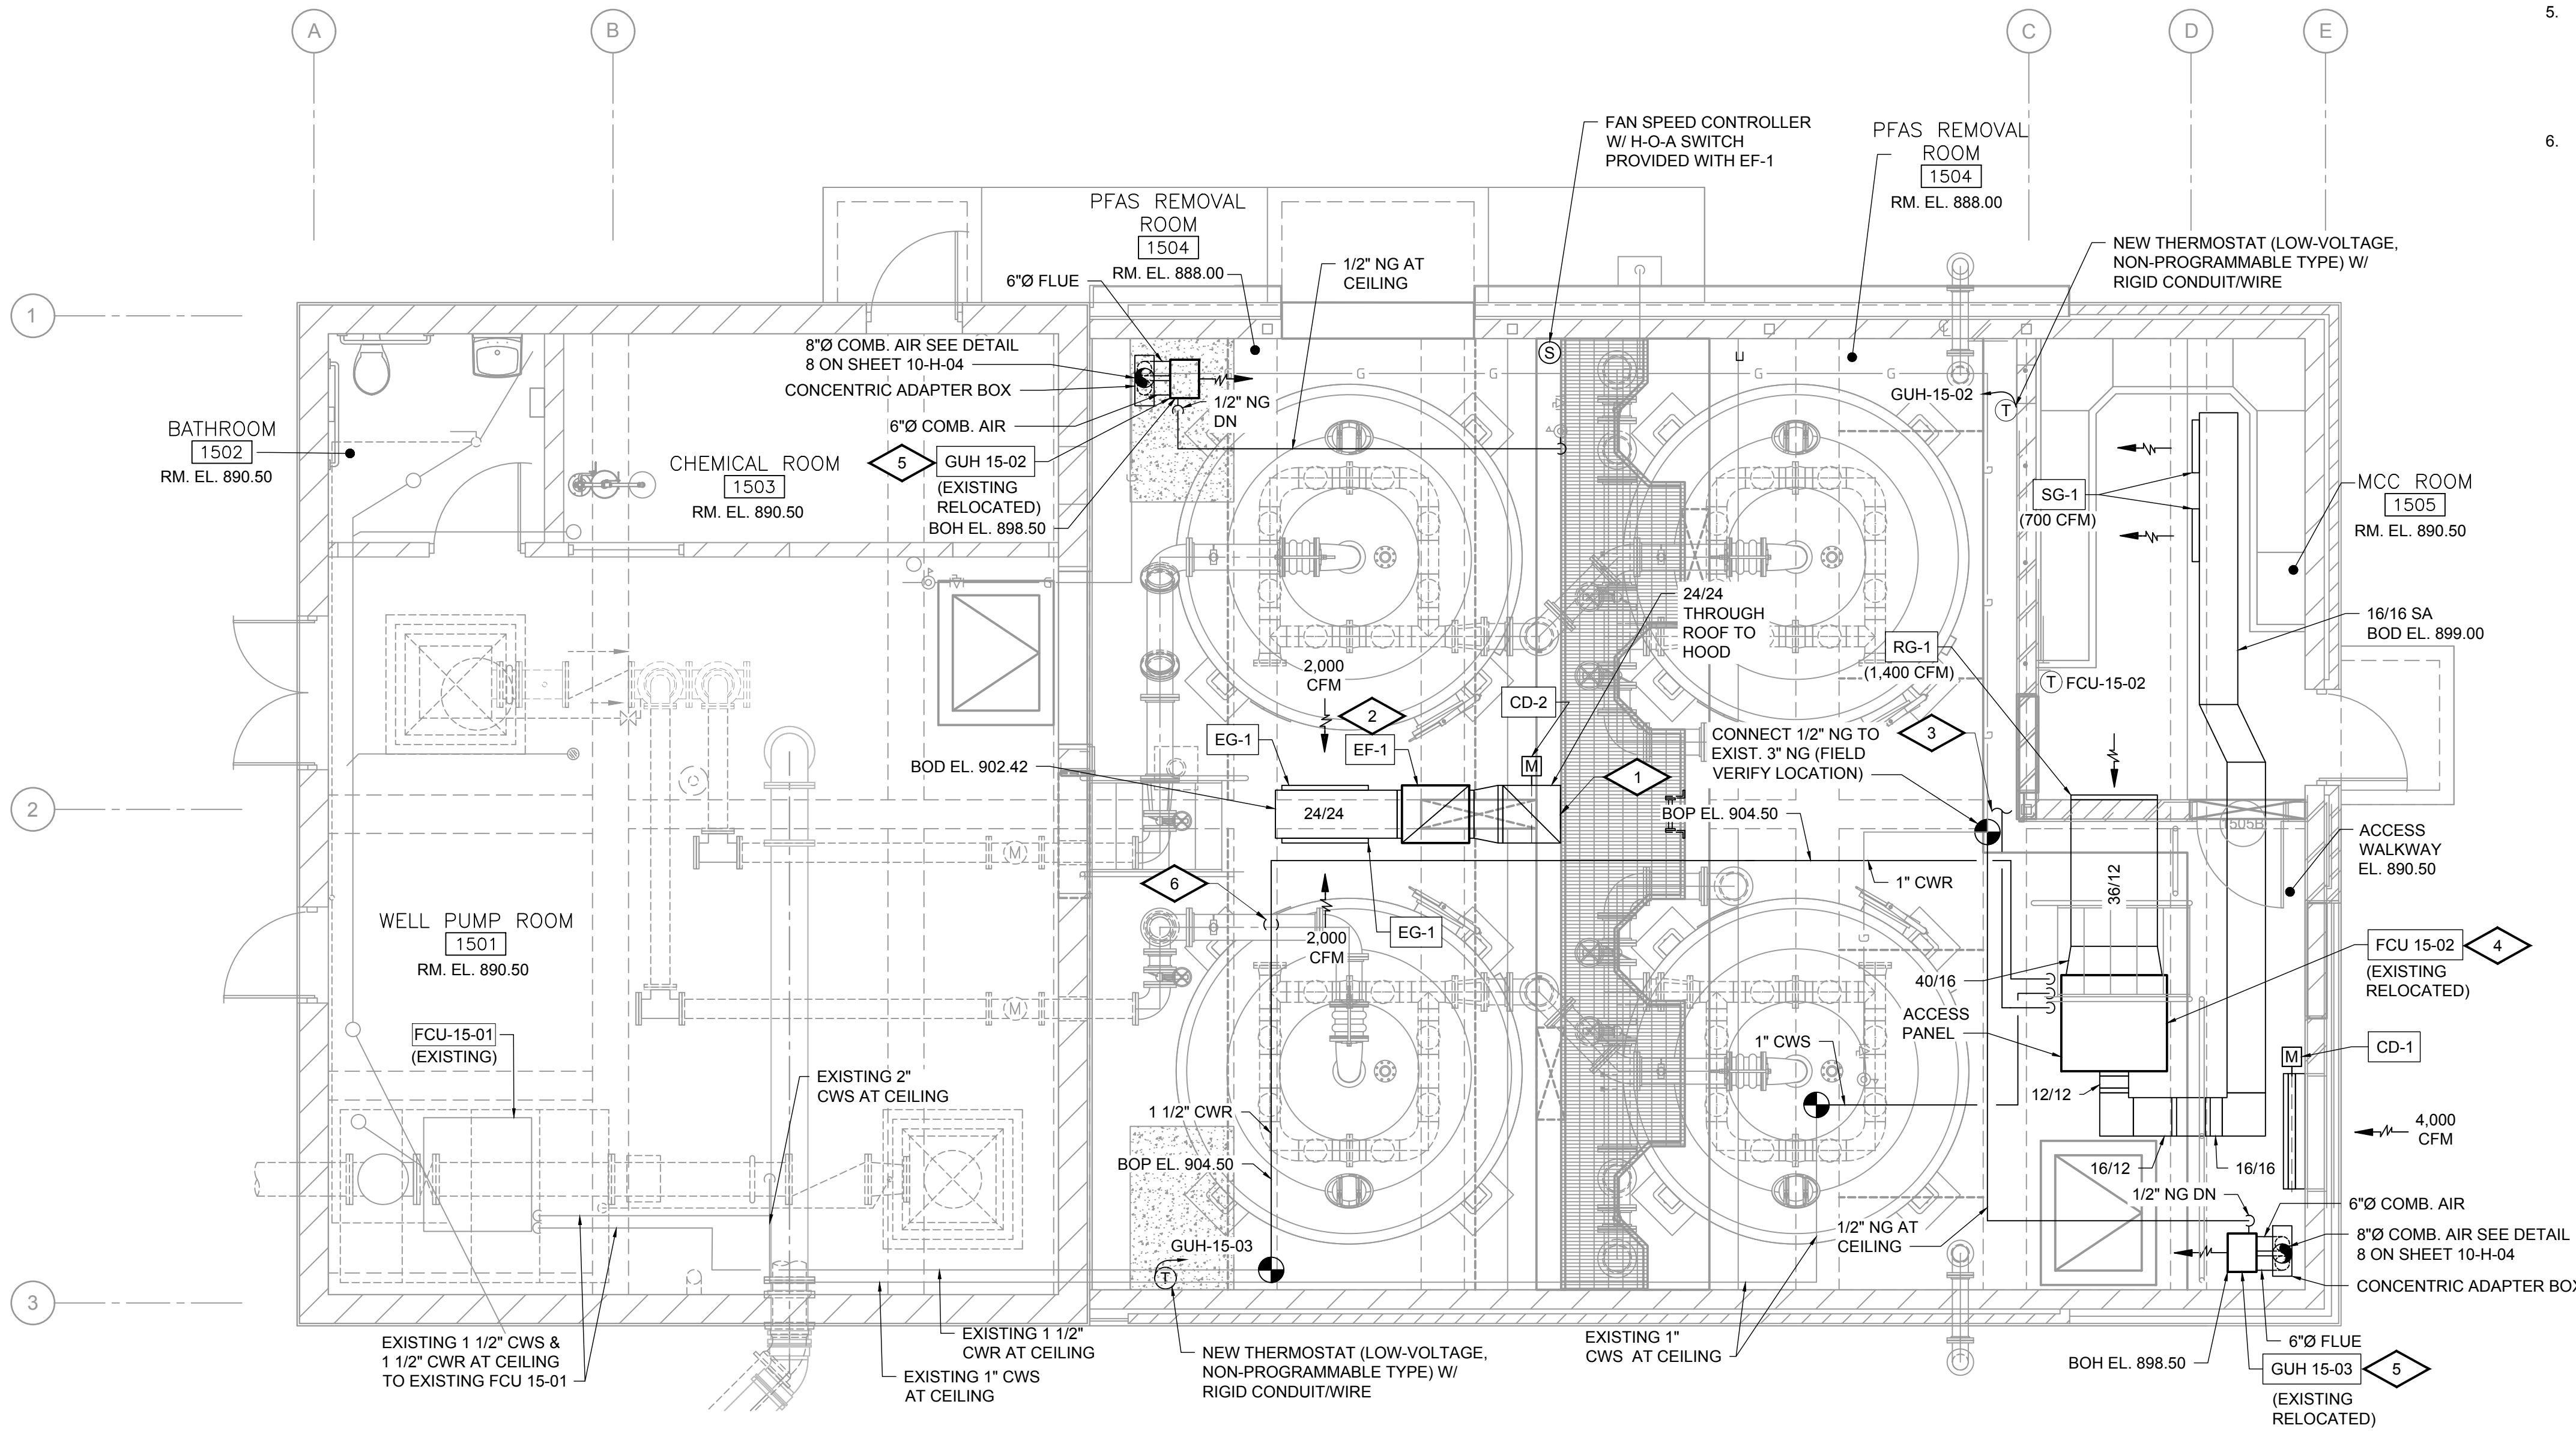 A
B
C
D
E
5.
6.
1
2
3
FAN SPEED CONTROLLER
W/ H-O-A SWITCH
PROVIDED WITH EF-1
PFAS REMOVAL
ROOM
1504
RM. EL. 888.00
PFAS REMOVAL
ROOM
1504
RM. EL. 888.00
NEW THERMOSTAT (LOW-VOLTAGE,
NON-PROGRAMMABLE TYPE) W/
RIGID CONDUIT/WIRE
6"Ø FLUE
1/2" NG AT
CEILING
8"Ø COMB. AIR SEE DETAIL
8 ON SHEET 10-H-04
CONCENTRIC ADAPTER BOX
6"Ø COMB. AIR
1/2" NG
DN
5
GUH 15-02
(EXISTING
RELOCATED)
BOH EL. 898.50
S
G
G
G
G
G
G
G
G
G
G
G
GUH-15-02
T
BATHROOM
1502
RM. EL. 890.50
CHEMICAL ROOM
1503
RM. EL. 890.50
SG-1
(700 CFM)
MCC ROOM
1505
RM. EL. 890.50
16/16 SA
BOD EL. 899.00
24/24
THROUGH
ROOF TO
HOOD
RG-1
(1,400 CFM)
T FCU-15-02
2,000
CFM
2
CD-2
EG-1
EF-1
M
BOD EL. 902.42
24/24
1
CONNECT 1/2" NG TO
EXIST. 3" NG (FIELD
VERIFY LOCATION)
3
BOP EL. 904.50
1505B
ACCESS
WALKWAY
EL. 890.50
M
6
1" CWR
36/12
2,000
CFM
EG-1
WELL PUMP ROOM
1501
RM. EL. 890.50
FCU 15-02
4
(EXISTING
RELOCATED)
40/16
ACCESS
PANEL
M
FCU-15-01
(EXISTING)
1" CWS
M
CD-1
EXISTING 2"
CWS AT CEILING
12/12
1 1/2" CWR
4,000
CFM
BOP EL. 904.50
16/12
16/16
1/2" NG DN
6"Ø COMB. AIR
1/2" NG AT
CEILING
8"Ø COMB. AIR SEE DETAIL
8 ON SHEET 10-H-04
CONCENTRIC ADAPTER BOX
GUH-15-03
T
EXISTING 1 1/2" CWS &
1 1/2" CWR AT CEILING
TO EXISTING FCU 15-01
EXISTING 1 1/2"
CWR AT CEILING
EXISTING 1" CWS
AT CEILING
NEW THERMOSTAT (LOW-VOLTAGE,
NON-PROGRAMMABLE TYPE) W/
RIGID CONDUIT/WIRE
EXISTING 1"
CWS AT CEILING
6"Ø FLUE
BOH EL. 898.50
GUH 15-03
5
(EXISTING
RELOCATED)